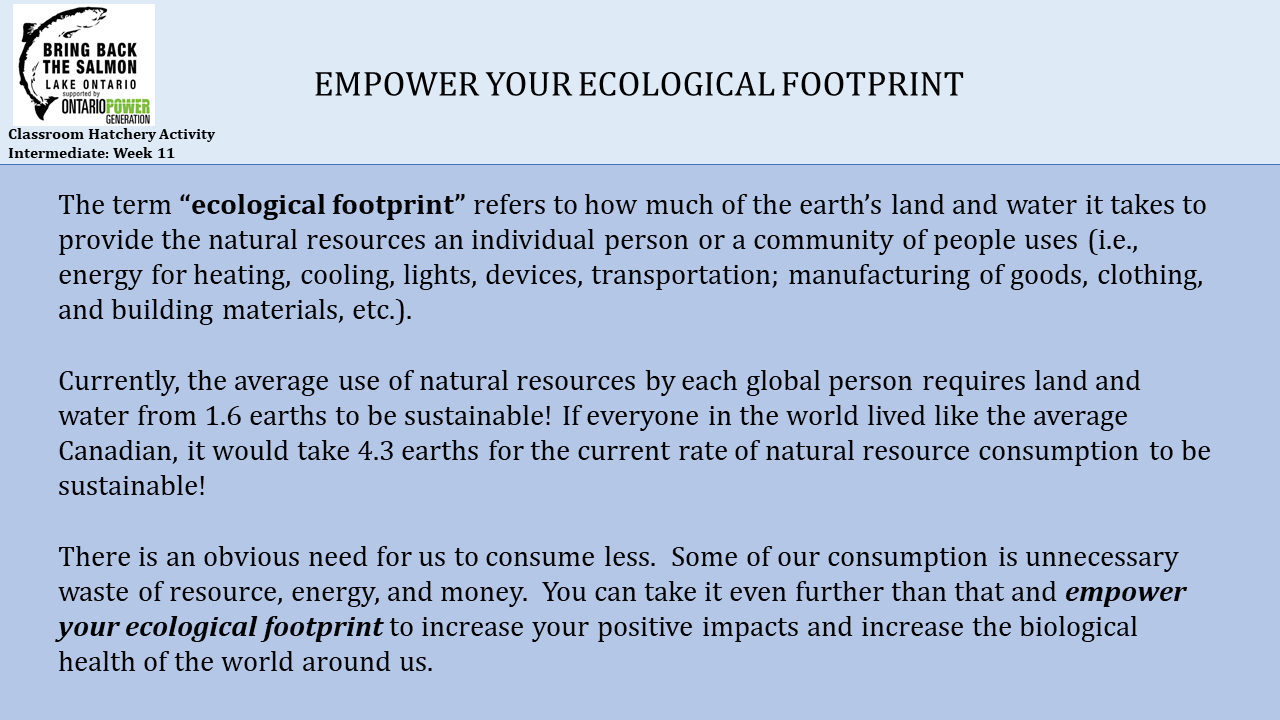 BRING BACK
THE SALMON
LAKE ONTARIO
supported by
ONTARIOPOWER
GENERATION
Classroom Hatchery Activity
Intermediate: Week 11
EMPOWER YOUR ECOLOGICAL FOOTPRINT
The term “ecological footprint” refers to how much of the earth’s land and water it takes to
provide the natural resources an individual person or a community of people uses (i.e.,
energy for heating, cooling, lights, devices, transportation; manufacturing of goods, clothing,
and building materials, etc.).
Currently, the average use of natural resources by each global person requires land and
water from 1.6 earths to be sustainable! If everyone in the world lived like the average
Canadian, it would take 4.3 earths for the current rate of natural resource consumption to be
sustainable!
There is an obvious need for us to consume less.  Some of our consumption is unnecessary
waste of resource, energy, and money.  You can take it even further than that and empower
your ecological footprint to increase your positive impacts and increase the biological
health of the world around us.